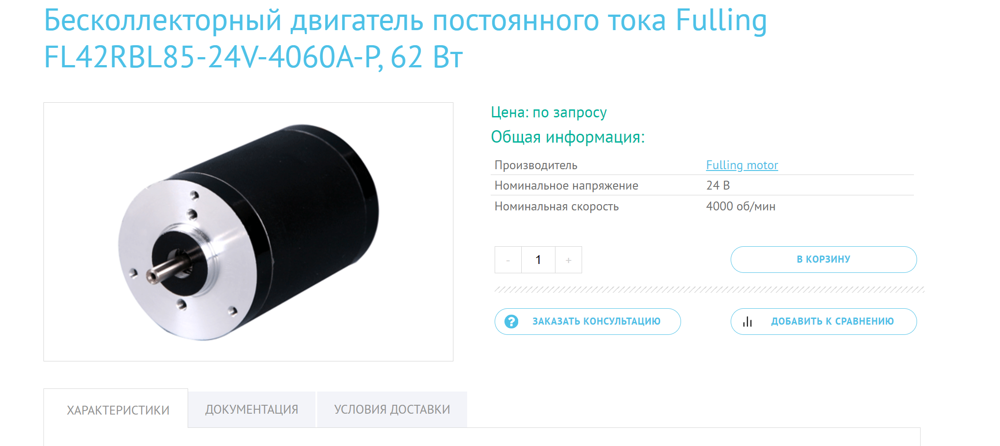 Бесколлекторный двигатель постоянного тока Fulling
FL42RBL85-24V-4060A-P, 62 Вт
Цена: по запросу
Общая информация:
Производитель Fulling motor
Номинальное напряжение 24 В
Номинальная скорость 4000 об/мин
- 1 + В КОРЗИНУ
? ЗАКАЗАТЬ КОНСУЛЬТАЦИЮ ДОБАВИТЬ К СРАВНЕНИЮ
ХАРАКТЕРИСТИКИ ДОКУМЕНТАЦИЯ УСЛОВИЯ ДОСТАВКИ